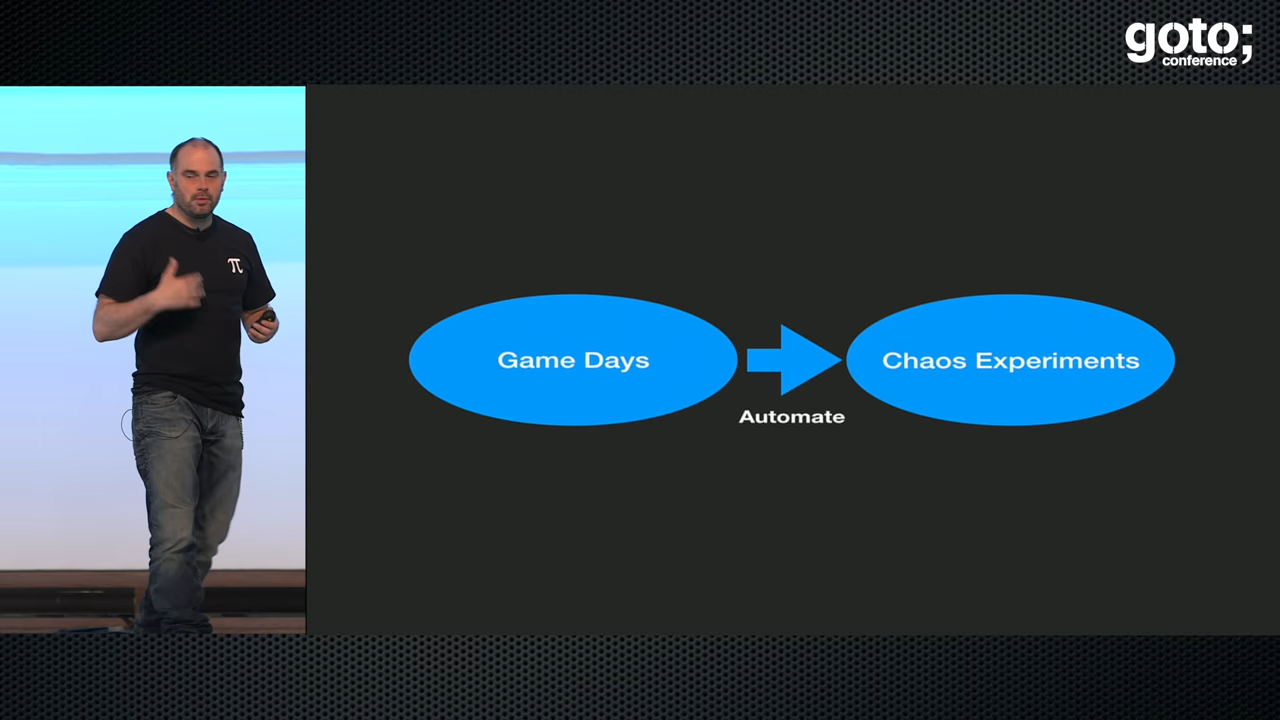 goto;
conference
π
Game Days
Chaos Experiments
Automate